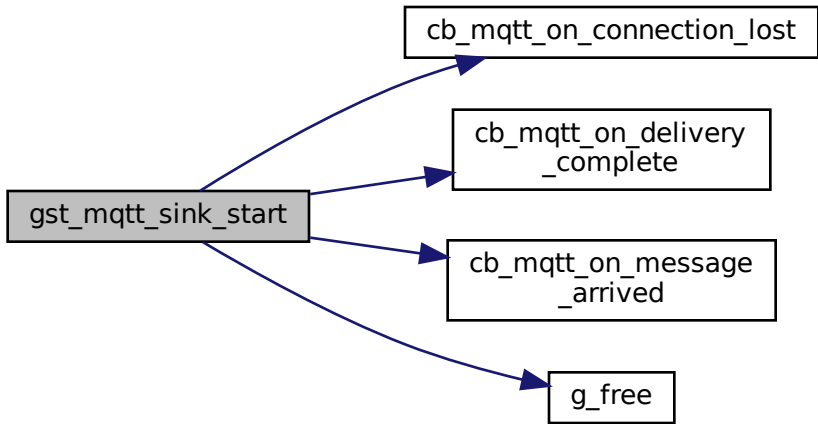 cb_mqtt_on_connection_lost
cb_mqtt_on_delivery
_complete
gst_mqtt_sink_start
cb_mqtt_on_message
_arrived
g_free